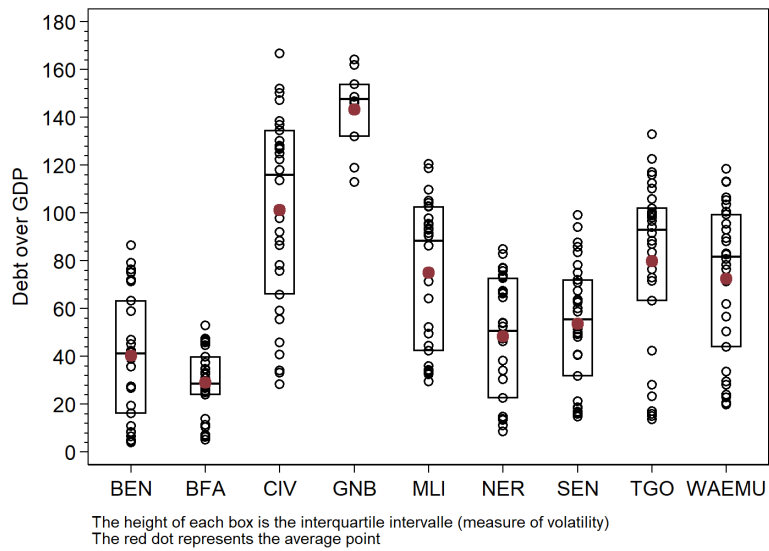 180
160
140
120
100
80
60
40
20
0
Debt over GDP
BEN BFA CIV GNB MLI NER SEN TGO WAEMU
The height of each box is the interquartile intervalle (measure of volatility)
The red dot represents the average point